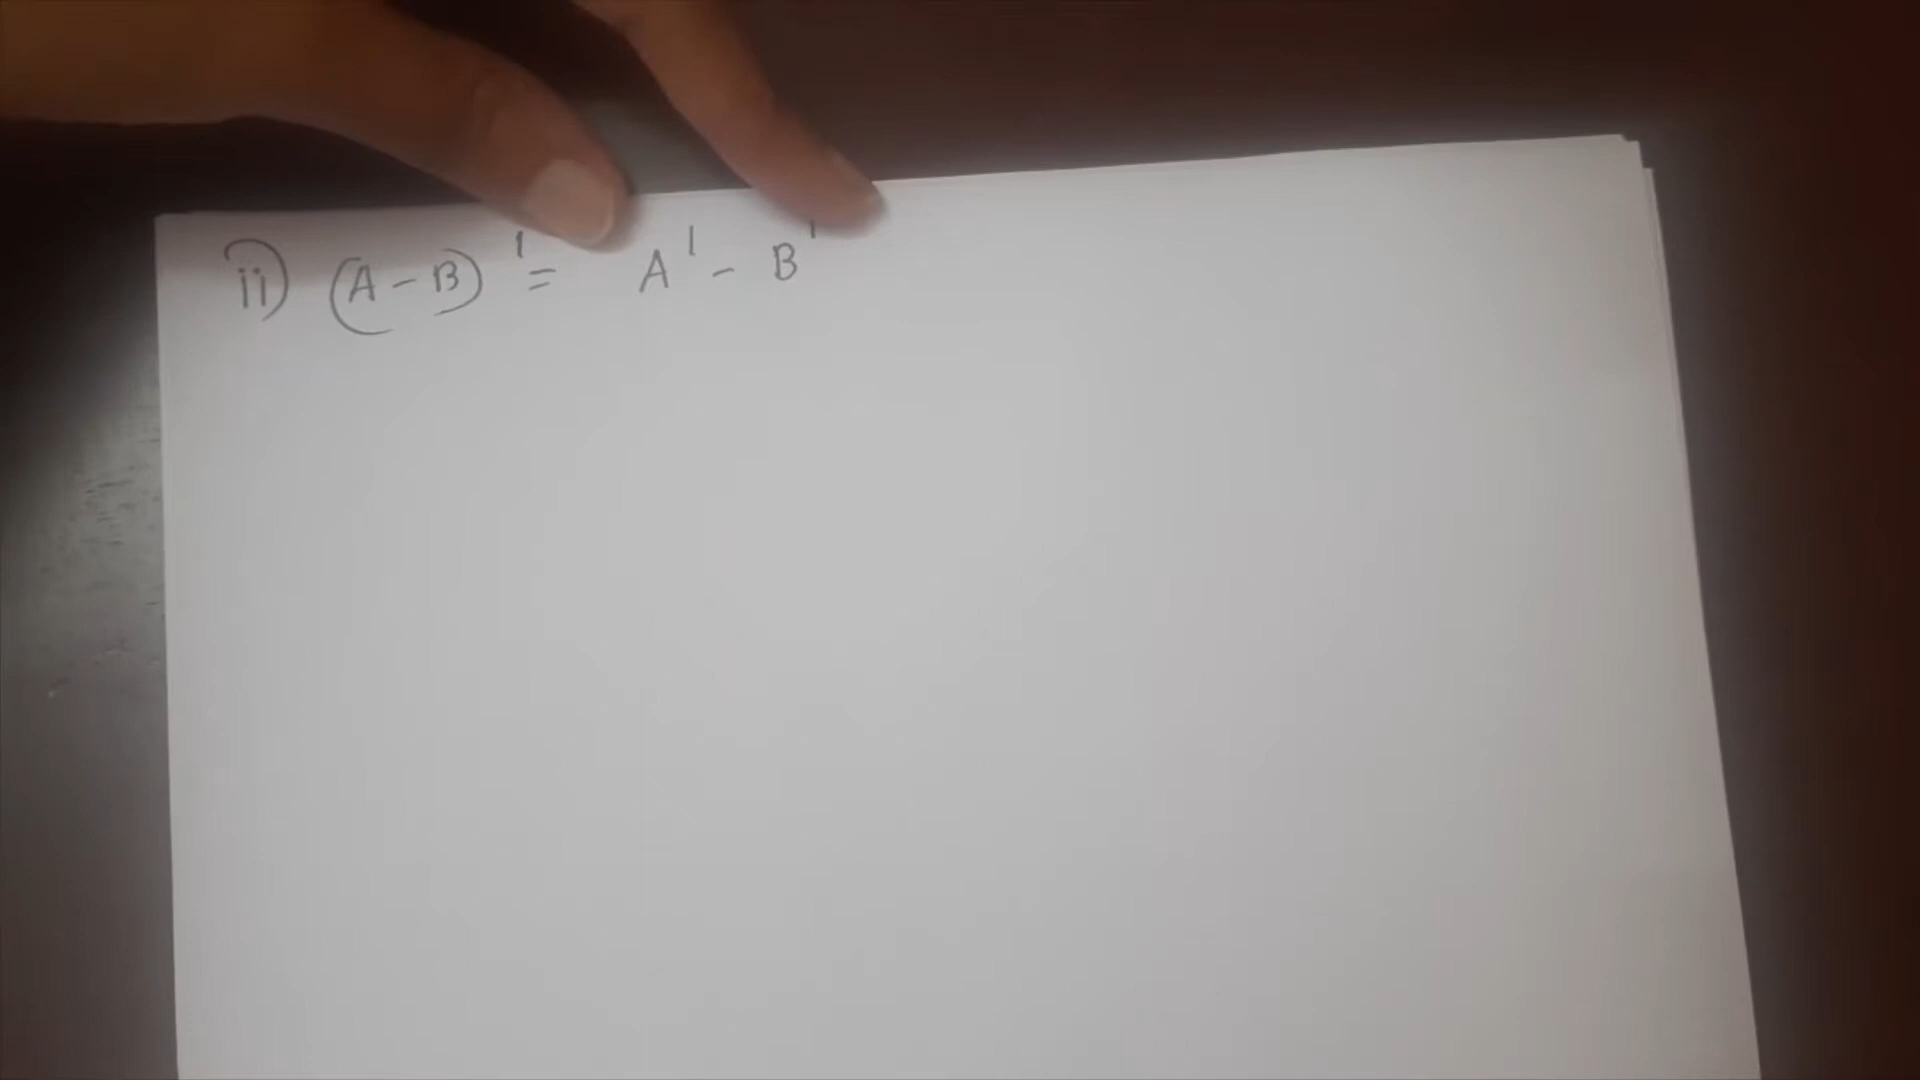 ii) (A - B)' = A' - B'